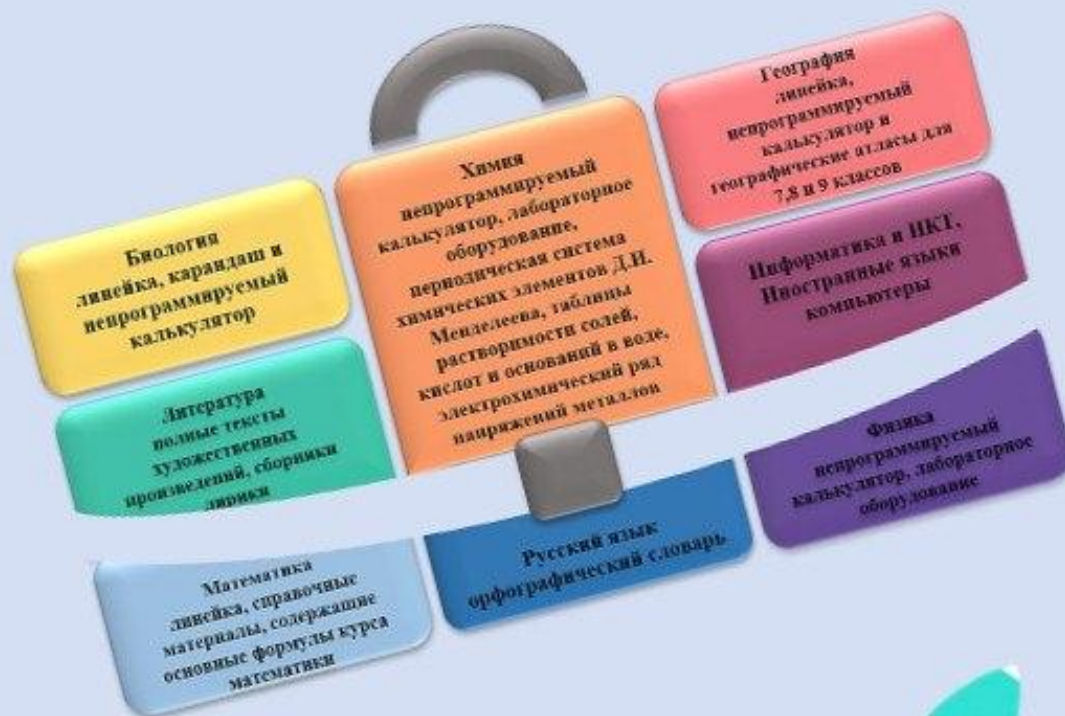 Биология
линейка, карандаш и
непрограммируемый
калькулятор
Химия
непрограммируемый
калькулятор, лабораторное
оборудование,
периодическая система
химических элементов Д.И.
Менделеева, таблицы
растворимости солей,
кислот и оснований в воде,
электрохимический ряд
напряжений металлов
География
линейка,
непрограммируемый
калькулятор и
географические атласы для
7,8 и 9 классов
Литература
полные тексты
художественных
произведений, сборники
лирики
Информатика и ИКТ,
Иностранные языки
компьютеры
Математика
линейка, справочные
материалы, содержащие
основные формулы курса
математики
Русский язык
орфографический словарь
Физика
непрограммируемый
калькулятор, лабораторное
оборудование